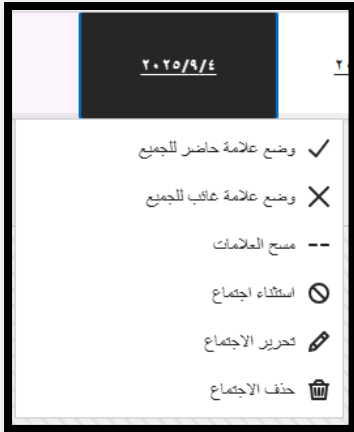 ٢٠٢٥/٩/٤
وضع علامة حاضر للجميع
وضع علامة غائب للجميع
مسح العلامات
استثناء اجتماع
تحرير الاجتماع
حذف الاجتماع